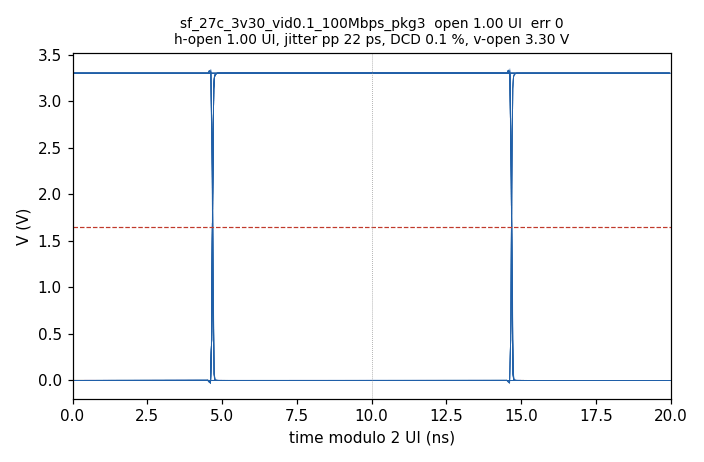 sf_27c_3v30_vid0.1_100Mbps_pkg3  open 1.00 UI  err 0
h-open 1.00 UI, jitter pp 22 ps, DCD 0.1 %, v-open 3.30 V
3.5
3.0
2.5
2.0
1.5
1.0
0.5
0.0
V (V)
0.0 2.5 5.0 7.5 10.0 12.5 15.0 17.5 20.0
time modulo 2 UI (ns)